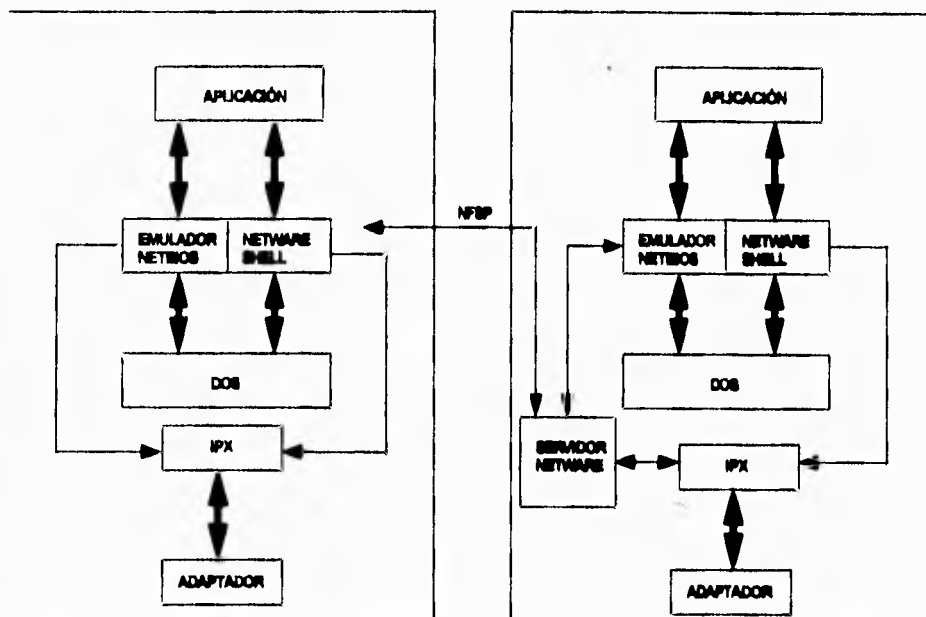 APLICACIÓN
EMULADOR
NETBIOS
NETWARE
SHELL
DOS
IPX
ADAPTADOR
NFSP
APLICACIÓN
EMULADOR
NETBIOS
NETWARE
SHELL
DOS
SERVIDOR
NETWARE
IPX
ADAPTADOR